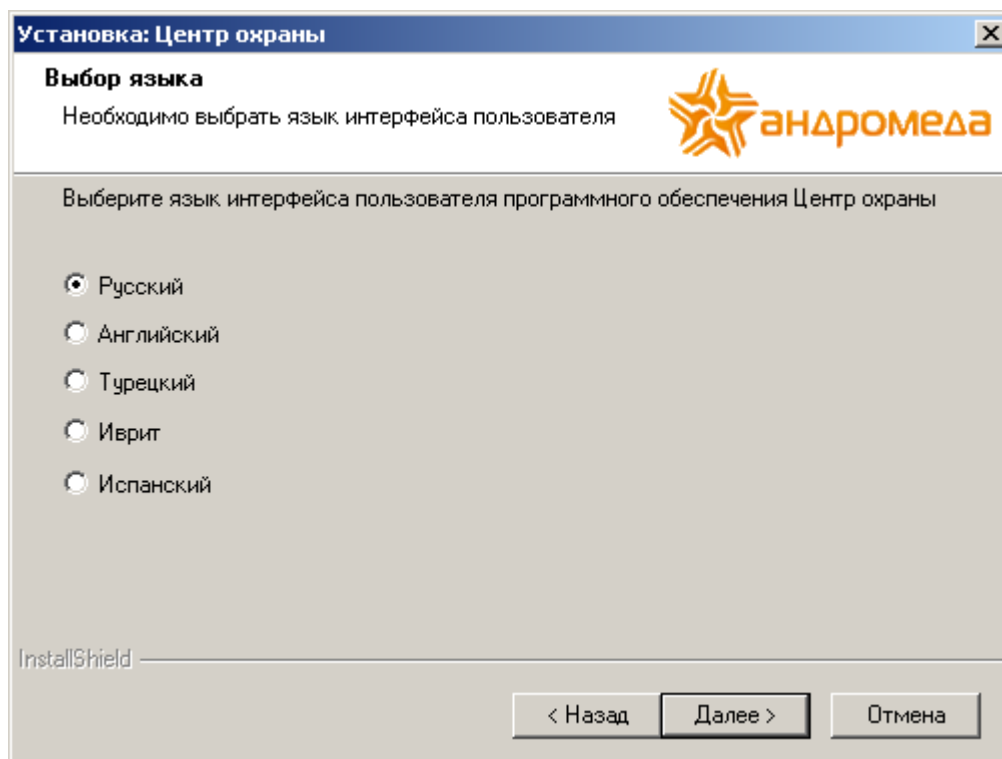 Установка: Центр охраны
Выбор языка
Необходимо выбрать язык интерфейса пользователя
андромеда
Выберите язык интерфейса пользователя программного обеспечения Центр охраны
Русский
Английский
Турецкий
Иврит
Испанский
InstallShield
< Назад
Далее >
Отмена